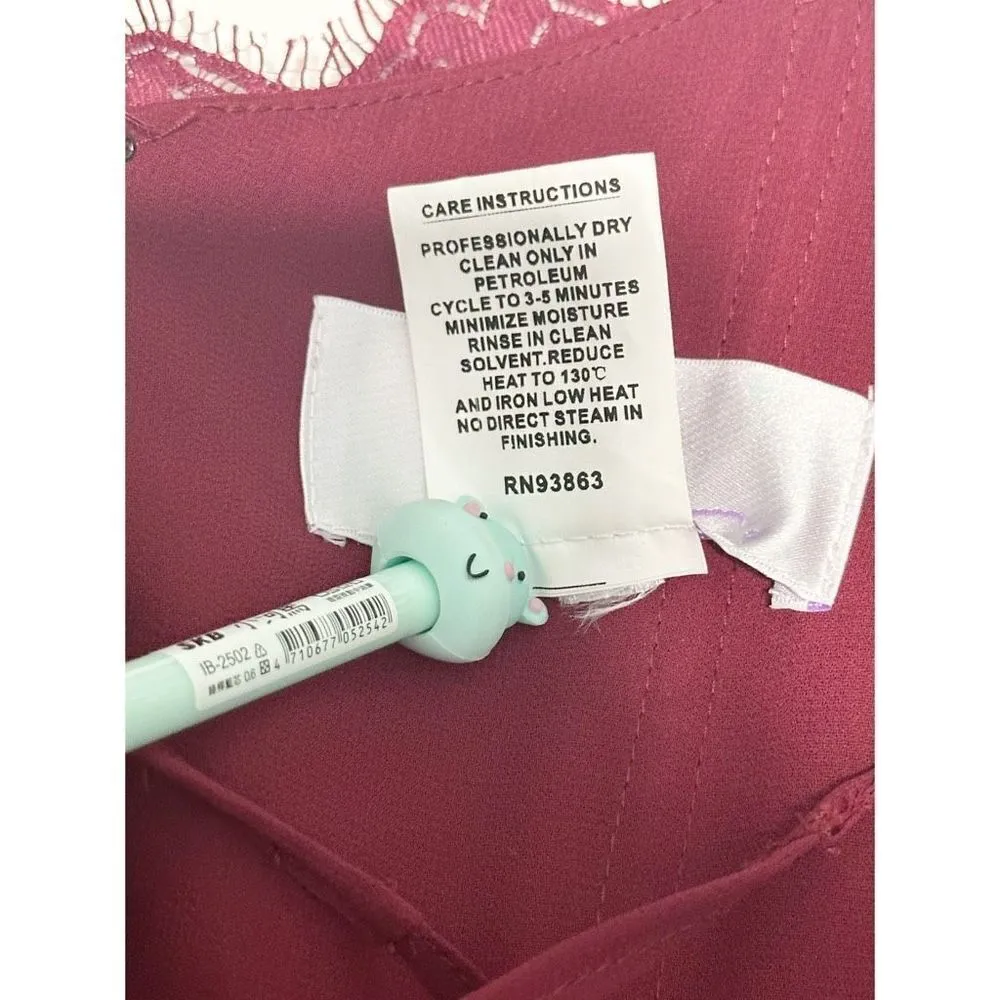 CARE INSTRUCTIONS
PROFESSIONALLY DRY
CLEAN ONLY IN
PETROLEUM
CYCLE TO 3-5 MINUTES
MINIMIZE MOISTURE
RINSE IN CLEAN
SOLVENT.REDUCE
HEAT TO 130℃
AND IRON LOW HEAT
NO DIRECT STEAM IN
FINISHING.
RN93863
SKB
IB-2502
0.6
4 710677 052542